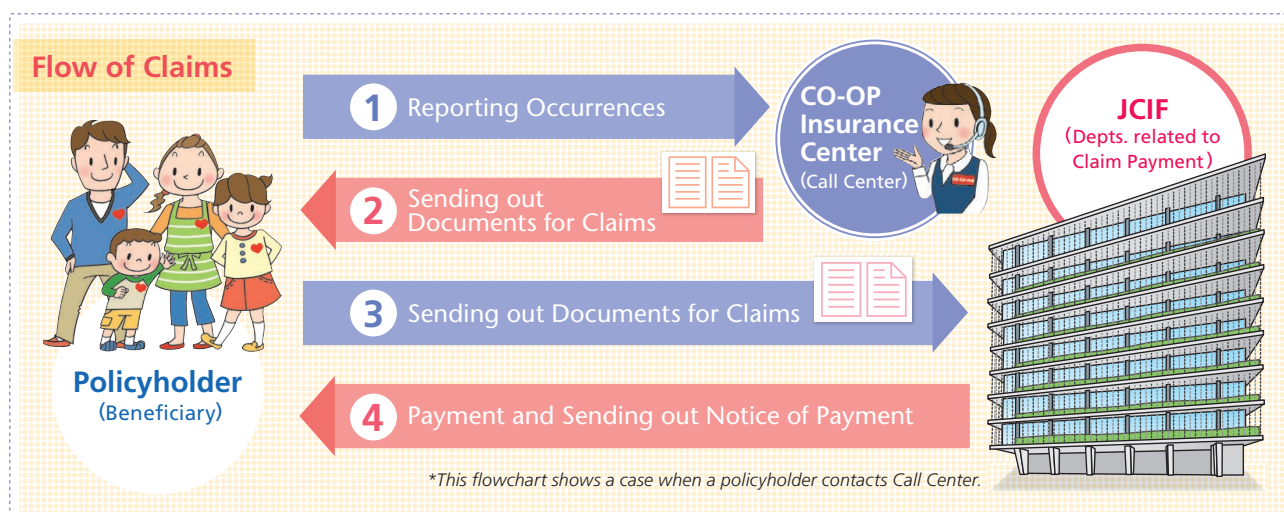 Flow of Claims
1 Reporting Occurrences
CO-OP
Insurance
Center
(Call Center)
JCIF
(Depts. related to
Claim Payment)
2 Sending out
Documents for Claims
3 Sending out Documents for Claims
Policyholder
(Beneficiary)
4 Payment and Sending out Notice of Payment
*This flowchart shows a case when a policyholder contacts Call Center.